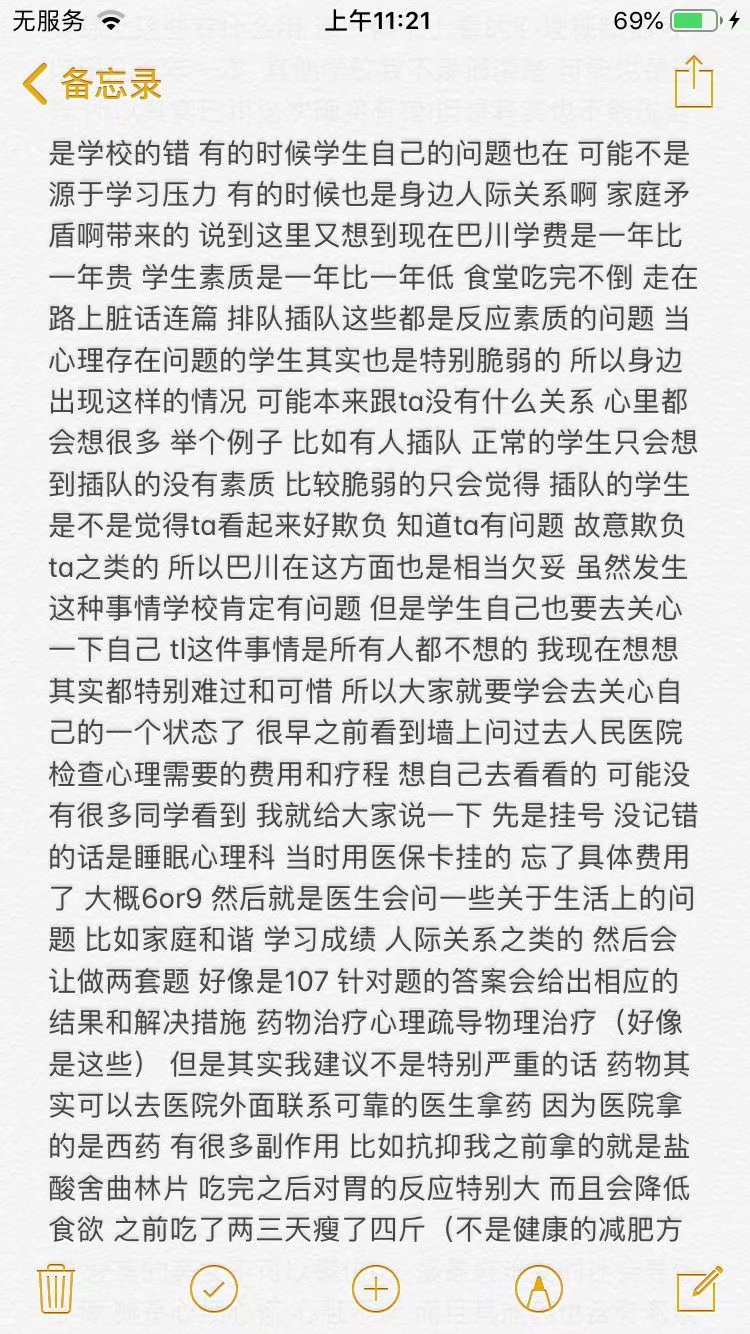 无服务 上午11:21 69%
备忘录
是学校的错 有的时候学生自己的问题也在 可能不是
源于学习压力 有的时候也是身边人际关系啊 家庭矛
盾啊带来的 说到这里又想到现在巴川学费是一年比
一年贵 学生素质是一年比一年低 食堂吃完不倒 走在
路上脏话连篇 排队插队这些都是反应素质的问题 当
心理存在问题的学生其实也是特别脆弱的 所以身边
出现这样的情况 可能本来跟ta没有什么关系 心里都
会想很多 举个例子 比如有人插队 正常的学生只会想
到插队的没有素质 比较脆弱的只会觉得 插队的学生
是不是觉得ta看起来好欺负 知道ta有问题 故意欺负
ta之类的 所以巴川在这方面也是相当欠妥 虽然发生
这种事情学校肯定有问题 但是学生自己也要去关心
一下自己 tl这件事情是所有人都不想的 我现在想想
其实都特别难过和可惜 所以大家就要学会去关心自
己的一个状态了 很早之前看到墙上问过去人民医院
检查心理需要的费用和疗程 想自己去看看的 可能没
有很多同学看到 我就给大家说一下 先是挂号 没记错
的话是睡眠心理科 当时用医保卡挂的 忘了具体费用
了 大概6or9 然后就是医生会问一些关于生活上的问
题 比如家庭和谐 学习成绩 人际关系之类的 然后会
让做两套题 好像是107 针对题的答案会给出相应的
结果和解决措施 药物治疗心理疏导物理治疗（好像
是这些） 但是其实我建议不是特别严重的话 药物其
实可以去医院外面联系可靠的医生拿药 因为医院拿
的是西药 有很多副作用 比如抗抑我之前拿的就是盐
酸舍曲林片 吃完之后对胃的反应特别大 而且会降低
食欲 之前吃了两三天瘦了四斤（不是健康的减肥方